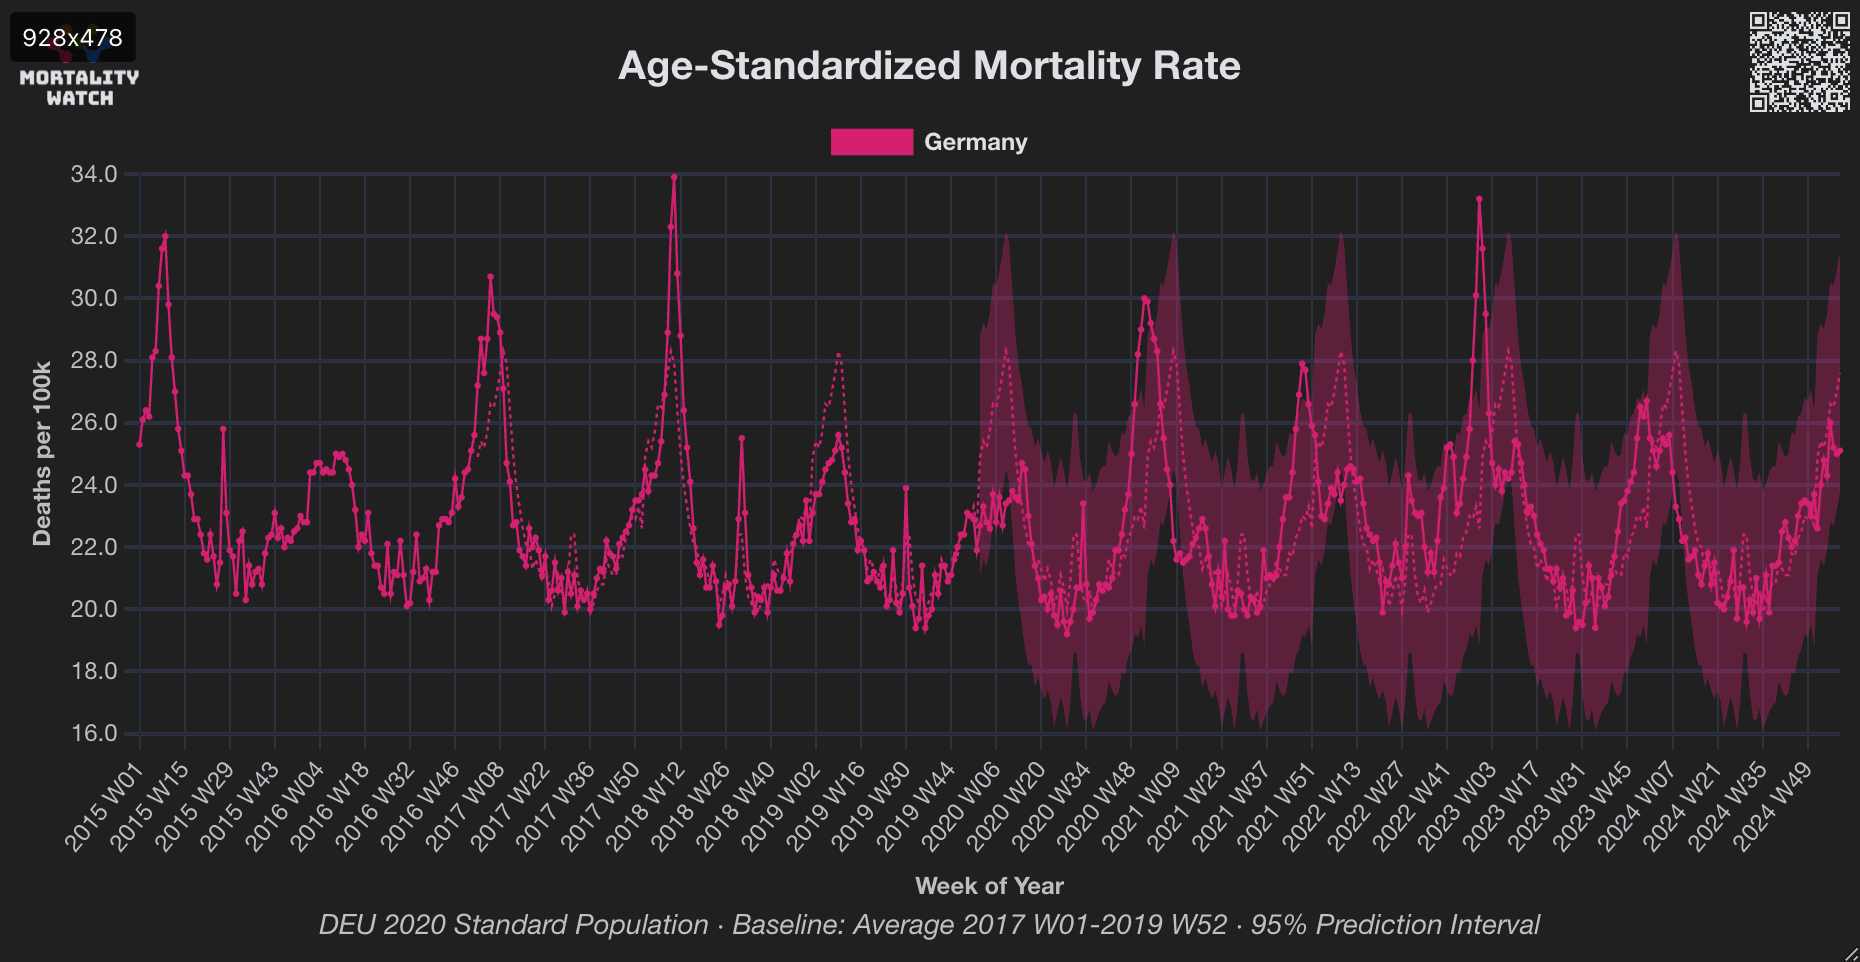 928x478
MORTALITY
WATCH
Age-Standardized Mortality Rate
Germany
34.0
32.0
30.0
28.0
26.0
24.0
22.0
20.0
18.0
16.0
Deaths per 100k
2015 W01
2015 W15
2015 W29
2015 W43
2016 W04
2016 W18
2016 W32
2016 W46
2017 W08
2017 W22
2017 W36
2017 W50
2018 W12
2018 W26
2018 W40
2019 W02
2019 W16
2019 W30
2019 W44
2020 W06
2020 W20
2020 W34
2020 W48
2021 W09
2021 W23
2021 W37
2021 W51
2022 W13
2022 W27
2022 W41
2023 W03
2023 W17
2023 W31
2023 W45
2024 W07
2024 W21
2024 W35
2024 W49
Week of Year
DEU 2020 Standard Population · Baseline: Average 2017 W01-2019 W52 · 95% Prediction Interval